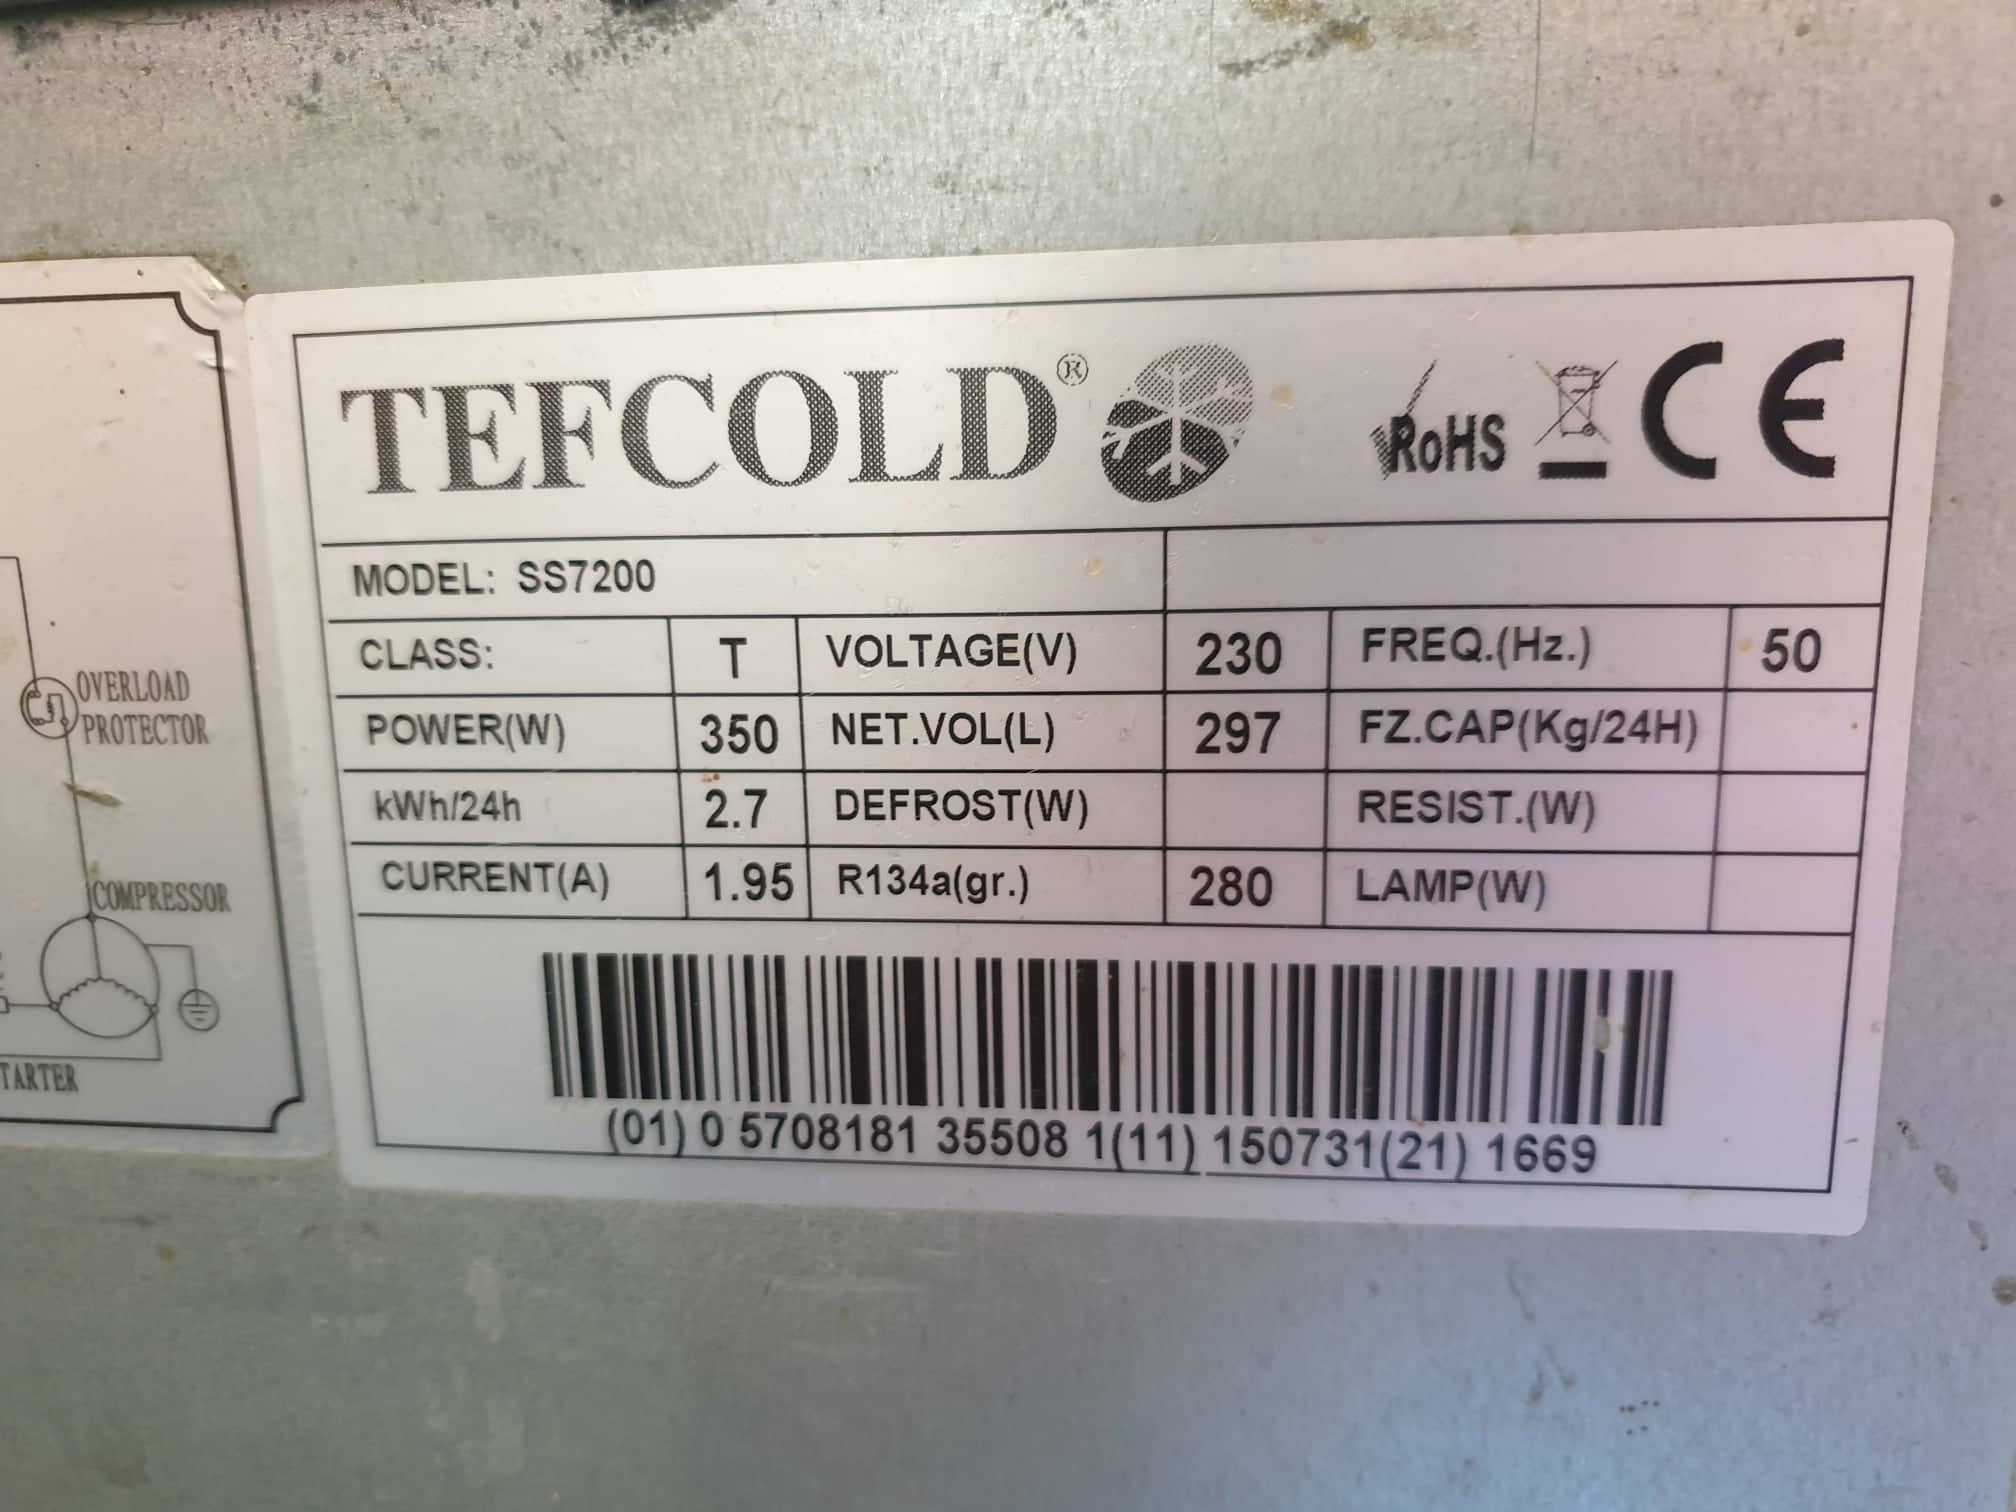 TEFCOLD®
RoHS CE
MODEL: SS7200
CLASS: T VOLTAGE(V) 230 FREQ.(Hz.) 50
POWER(W) 350 NET.VOL(L) 297 FZ.CAP(Kg/24H)
kWh/24h 2.7 DEFROST(W) RESIST.(W)
CURRENT(A) 1.95 R134a(gr.) 280 LAMP(W)
(01) 0 5708181 35508 1(11) 150731(21) 1669
OVERLOAD
PROTECTOR
COMPRESSOR
TARTER